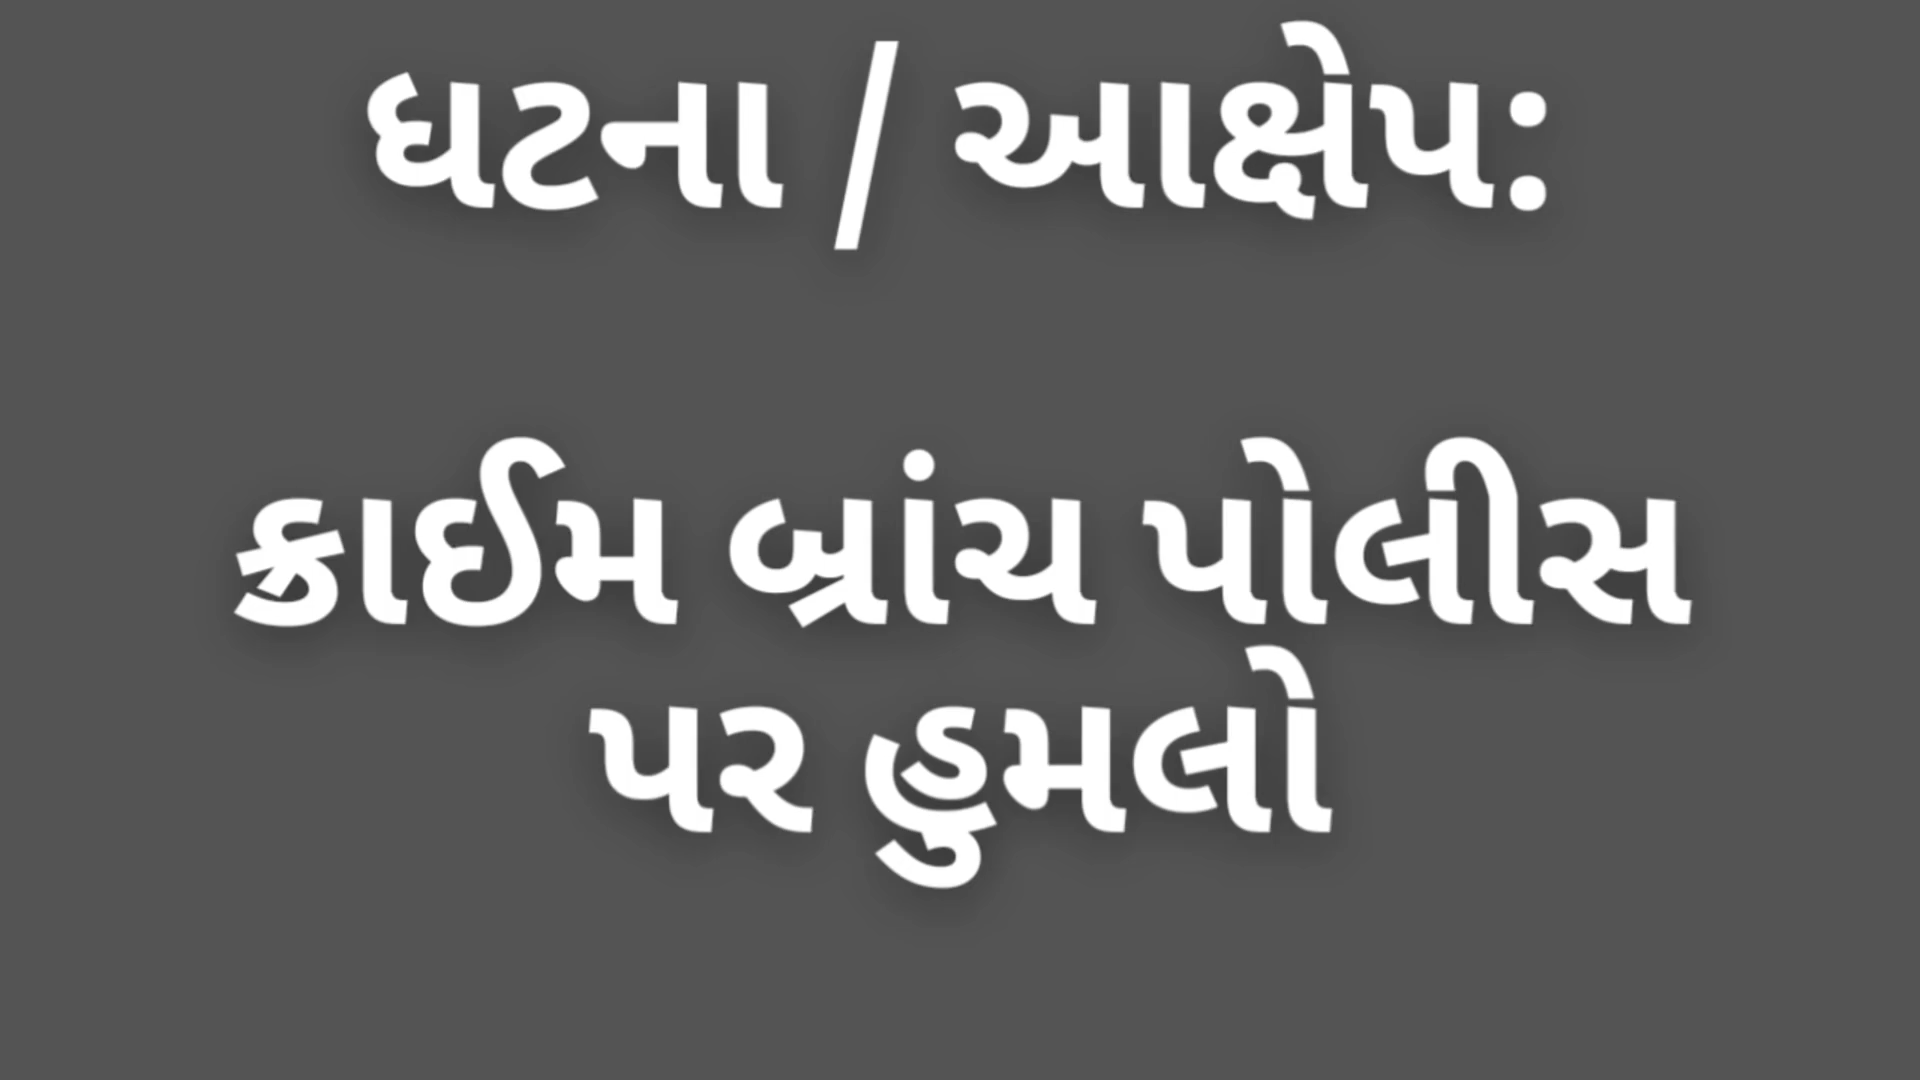 ઘટના / આક્ષેપ:
ક્રાઈમ બ્રાંચ પોલીસ
પર હુમલો